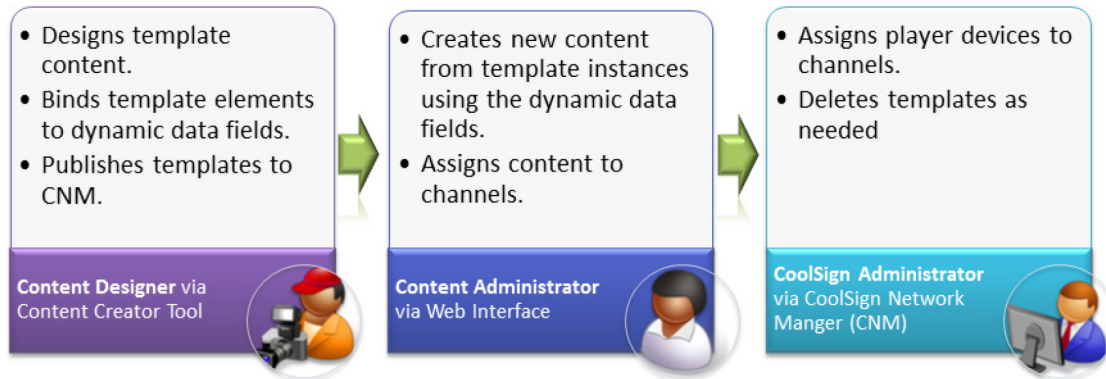 • Designs template
content.
• Binds template elements
to dynamic data fields.
• Publishes templates to
CNM.
Content Designer via
Content Creator Tool
• Creates new content
from template instances
using the dynamic data
fields.
• Assigns content to
channels.
Content Administrator
via Web Interface
• Assigns player devices to
channels.
• Deletes templates as
needed
CoolSign Administrator
via CoolSign Network
Manger (CNM)